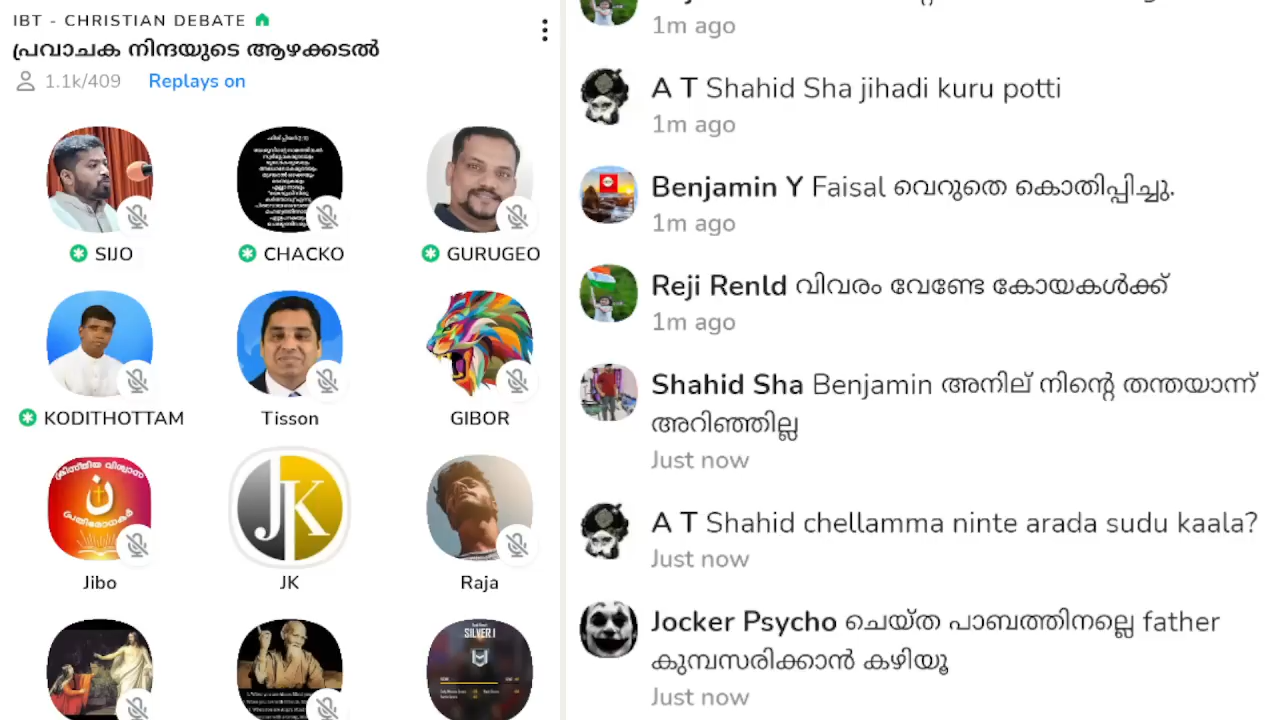 IBT - CHRISTIAN DEBATE
പ്രവാചക നിന്ദയുടെ ആഴക്കടൽ
1.1k/409 Replays on
SIJO CHACKO GURUGEO
KODITHOTTAM Tisson GIBOR
ക്രിസ്തീയ വിശ്വാസ
പ്രതിരോധകർ
JK
Jibo JK Raja
SILVER I
1m ago
A T Shahid Sha jihadi kuru potti
1m ago
Benjamin Y Faisal വെറുതെ കൊതിപ്പിച്ചു.
1m ago
Reji Renld വിവരം വേണ്ടേ കോയകൾക്ക്
1m ago
Shahid Sha Benjamin അനില് നിന്റെ തന്തയാന്ന്
അറിഞ്ഞില്ല
Just now
A T Shahid chellamma ninte arada sudu kaala?
Just now
Jocker Psycho ചെയ്ത പാബത്തിനല്ലെ father
കുമ്പസരിക്കാൻ കഴിയൂ
Just now